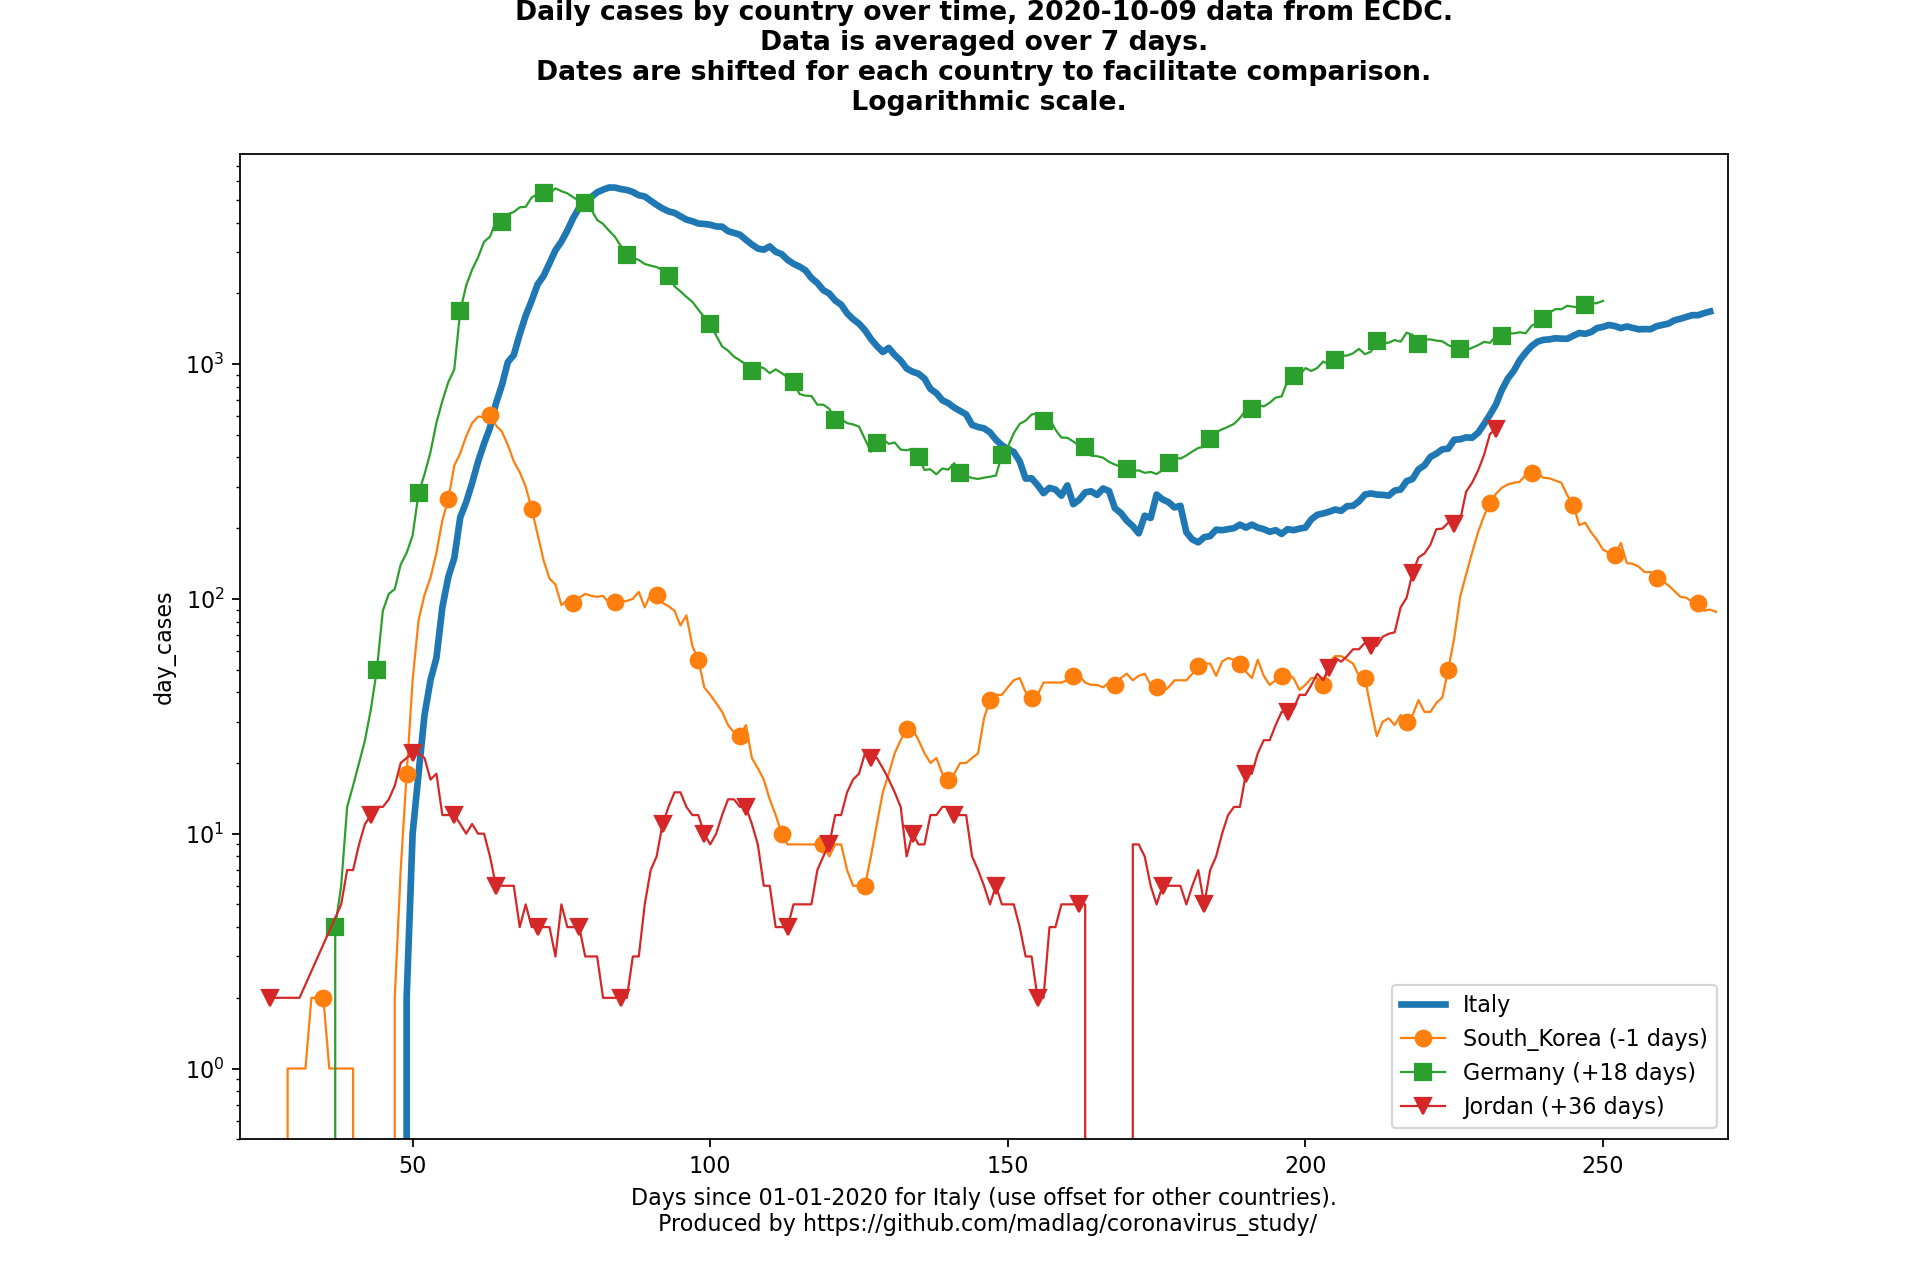 Daily cases by country over time, 2020-10-09 data from ECDC.
Data is averaged over 7 days.
Dates are shifted for each country to facilitate comparison.
Logarithmic scale.
10³
10²
10¹
10⁰
day_cases
50 100 150 200 250
Italy
South_Korea (-1 days)
Germany (+18 days)
Jordan (+36 days)
Days since 01-01-2020 for Italy (use offset for other countries).
Produced by https://github.com/madlag/coronavirus_study/